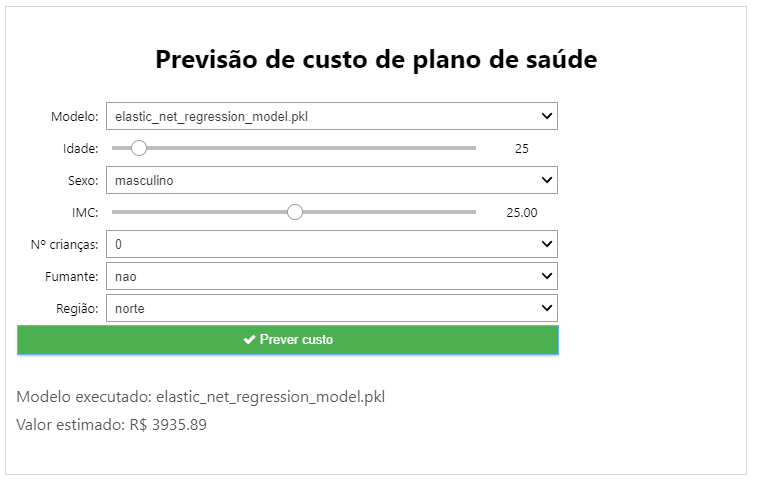 Previsão de custo de plano de saúde
Modelo: elastic_net_regression_model.pkl
Idade: 25
Sexo: masculino
IMC: 25.00
Nº crianças: 0
Fumante: nao
Região: norte
Prever custo
Modelo executado: elastic_net_regression_model.pkl
Valor estimado: R$ 3935.89